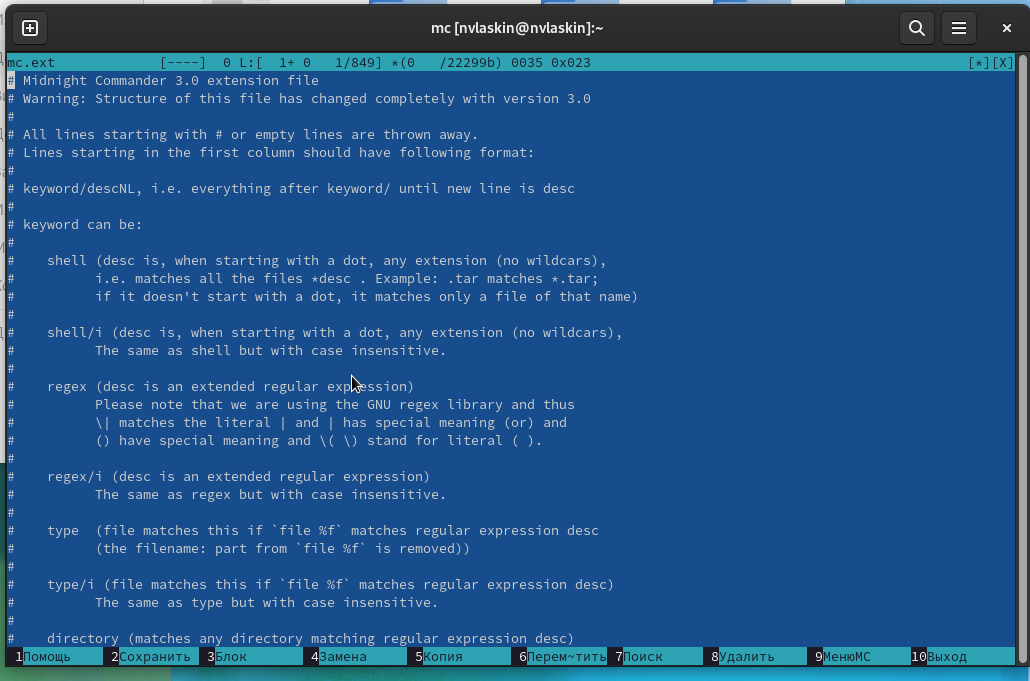 mc [nvlaskin@nvlaskin]:~
mc.ext [----] 0 L:[ 1+ 0 1/849] *(0 /22299b) 0035 0x023 [*][X]
# Midnight Commander 3.0 extension file
# Warning: Structure of this file has changed completely with version 3.0
#
# All lines starting with # or empty lines are thrown away.
# Lines starting in the first column should have following format:
#
# keyword/descNL, i.e. everything after keyword/ until new line is desc
#
# keyword can be:
#
# shell (desc is, when starting with a dot, any extension (no wildcars),
# i.e. matches all the files *desc . Example: .tar matches *.tar;
# if it doesn't start with a dot, it matches only a file of that name)
#
# shell/i (desc is, when starting with a dot, any extension (no wildcars),
# The same as shell but with case insensitive.
#
# regex (desc is an extended regular expression)
# Please note that we are using the GNU regex library and thus
# \| matches the literal | and | has special meaning (or) and
# () have special meaning and \( \) stand for literal ( ).
#
# regex/i (desc is an extended regular expression)
# The same as regex but with case insensitive.
#
# type (file matches this if `file %f` matches regular expression desc
# (the filename: part from `file %f` is removed))
#
# type/i (file matches this if `file %f` matches regular expression desc)
# The same as type but with case insensitive.
#
# directory (matches any directory matching regular expression desc)
1Помощь 2Сохранить 3Блок 4Замена 5Копия 6Перем~тить 7Поиск 8Удалить 9МенюMC 10Выход